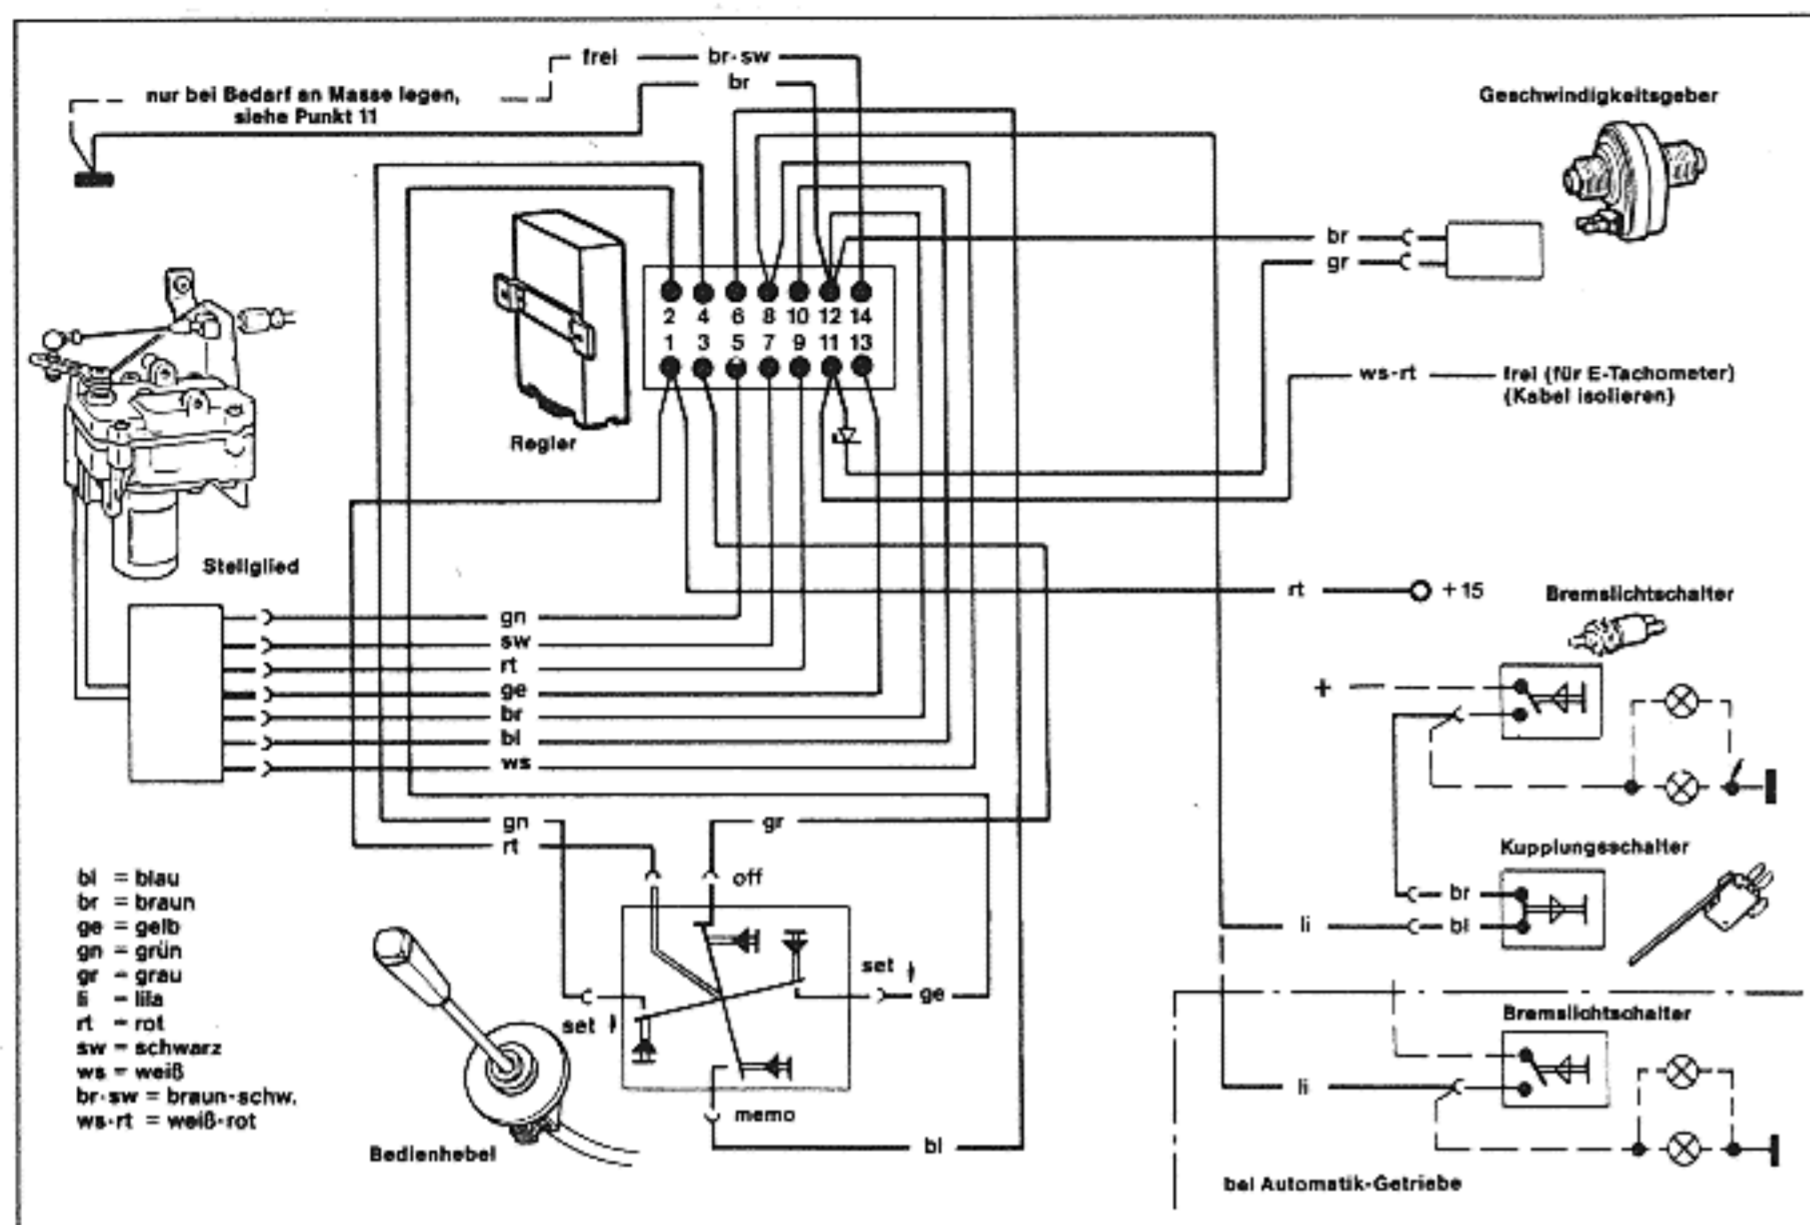 frei
br-sw
br
nur bei Bedarf an Masse legen,
siehe Punkt 11
Geschwindigkeitsgeber
br
gr
2 4 6 8 10 12 14
1 3 5 7 9 11 13
ws-rt
frei (für E-Tachometer)
(Kabel isolieren)
Regler
Stellglied
rt
+15
Bremslichtschalter
gn
sw
rt
ge
br
bl
ws
+
gn
rt
gr
off
Kupplungsschalter
br
li
bl
bl = blau
br = braun
ge = gelb
gn = grün
gr = grau
li = lila
rt = rot
sw = schwarz
ws = weiß
br-sw = braun-schw.
ws-rt = weiß-rot
set
ge
set
memo
bl
Bedienhebel
Bremslichtschalter
li
bei Automatik-Getriebe